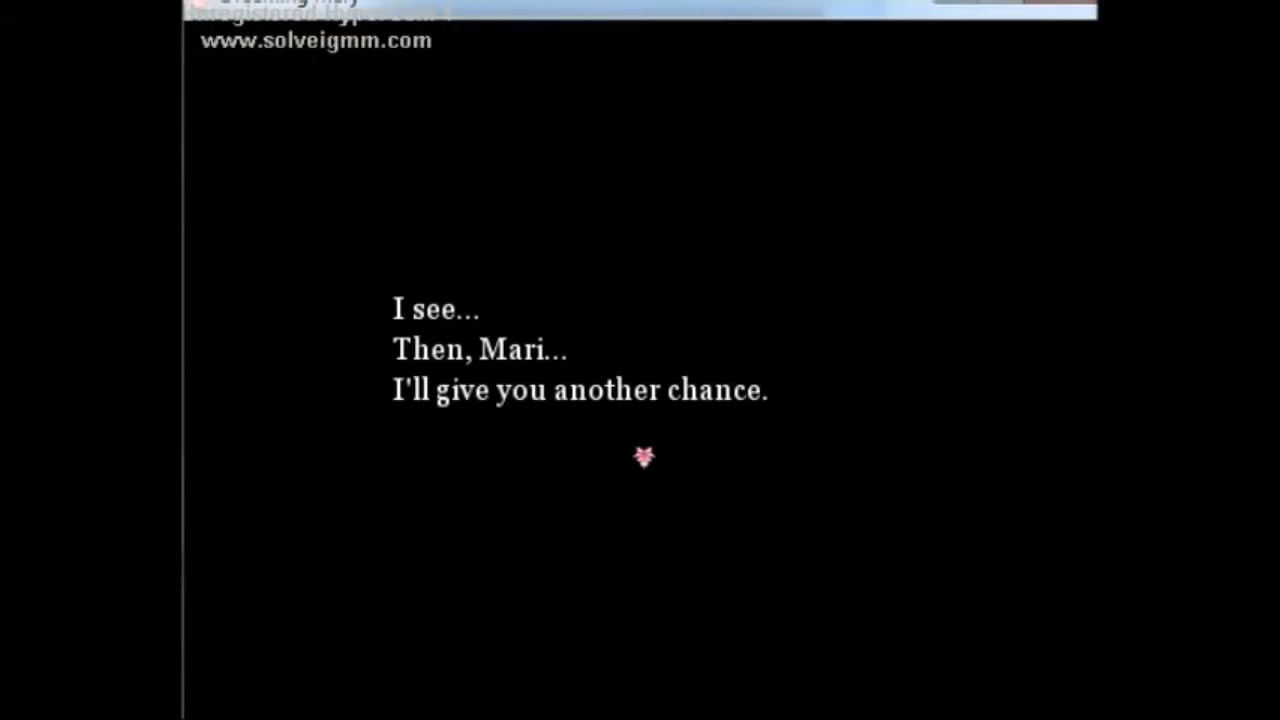 www.solveigmm.com
I see...
Then, Mari...
I'll give you another chance.